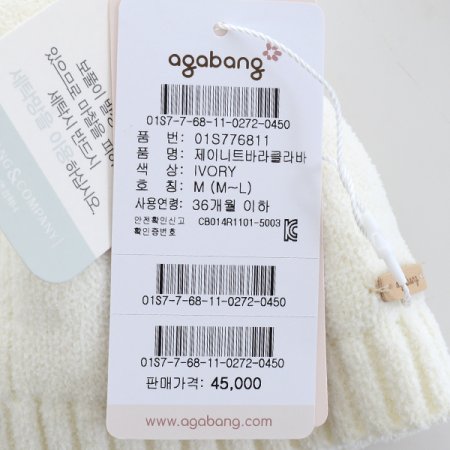 agabang
01S7-7-68-11-0272-0450
품 번: 01S776811
품 명: 제이니트바라클라바
색 상: IVORY
호 칭: M (M~L)
사용연령: 36개월 이하
안전확인신고 CB014R1101-5003
확인증번호
01S7-7-68-11-0272-0450
01S7-7-68-11-0272-0450
판매가격: 45,000
www.agabang.com
보풀이 발
있으므로 마찰을 피
세탁시 반드시
세탁망을 이용하십시오.
NG & COMPANY
agabang